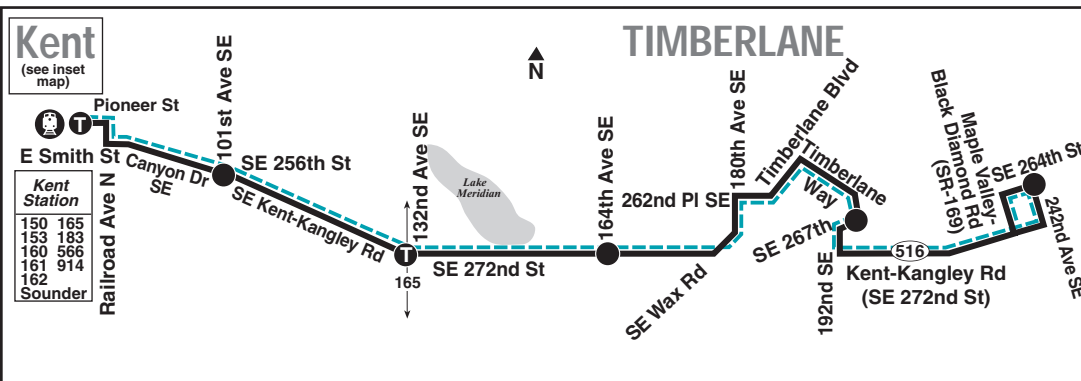 Kent
(see inset
map)
TIMBERLANE
N
Pioneer St
T
E Smith St
Canyon Dr
SE
Railroad Ave N
Kent
Station
150 165
153 183
160 566
161 914
162
Sounder
101st Ave SE
SE 256th St
SE Kent-Kangley Rd
132nd Ave SE
T
165
Lake
Meridian
SE 272nd St
164th Ave SE
SE Wax Rd
262nd Pl SE
180th Ave SE
Timberlane Blvd
Timberlane
Way
SE 267th
192nd SE
516
Kent-Kangley Rd
(SE 272nd St)
Maple Valley-
Black Diamond Rd
(SR-169)
SE 264th St
242nd Ave SE